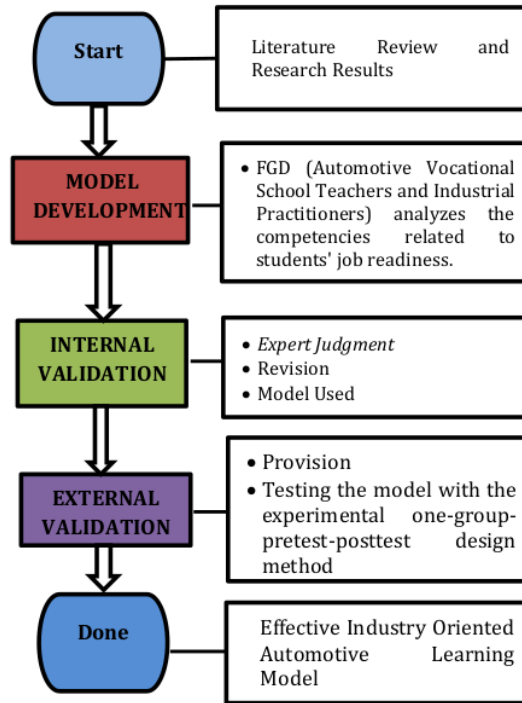 Start
Literature Review and
Research Results
MODEL
DEVELOPMENT
• FGD (Automotive Vocational
School Teachers and Industrial
Practitioners) analyzes the
competencies related to
students' job readiness.
INTERNAL
VALIDATION
• Expert Judgment
• Revision
• Model Used
EXTERNAL
VALIDATION
• Provision
• Testing the model with the
experimental one-group-
pretest-posttest design
method
Done
Effective Industry Oriented
Automotive Learning
Model